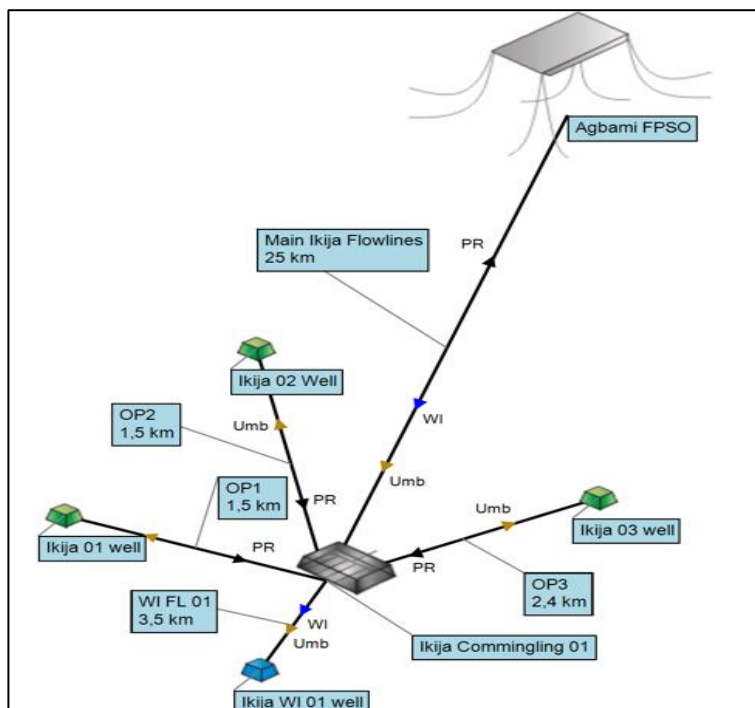 Agbami FPSO
Main Ikija Flowlines
25 km
PR
WI
Umb
Ikija 02 Well
Umb
OP2
1,5 km
PR
OP1
1,5 km
Ikija 01 well
PR
Umb
Ikija 03 well
PR
OP3
2,4 km
WI FL 01
3,5 km
WI
Umb
Ikija Commingling 01
Ikija WI 01 well